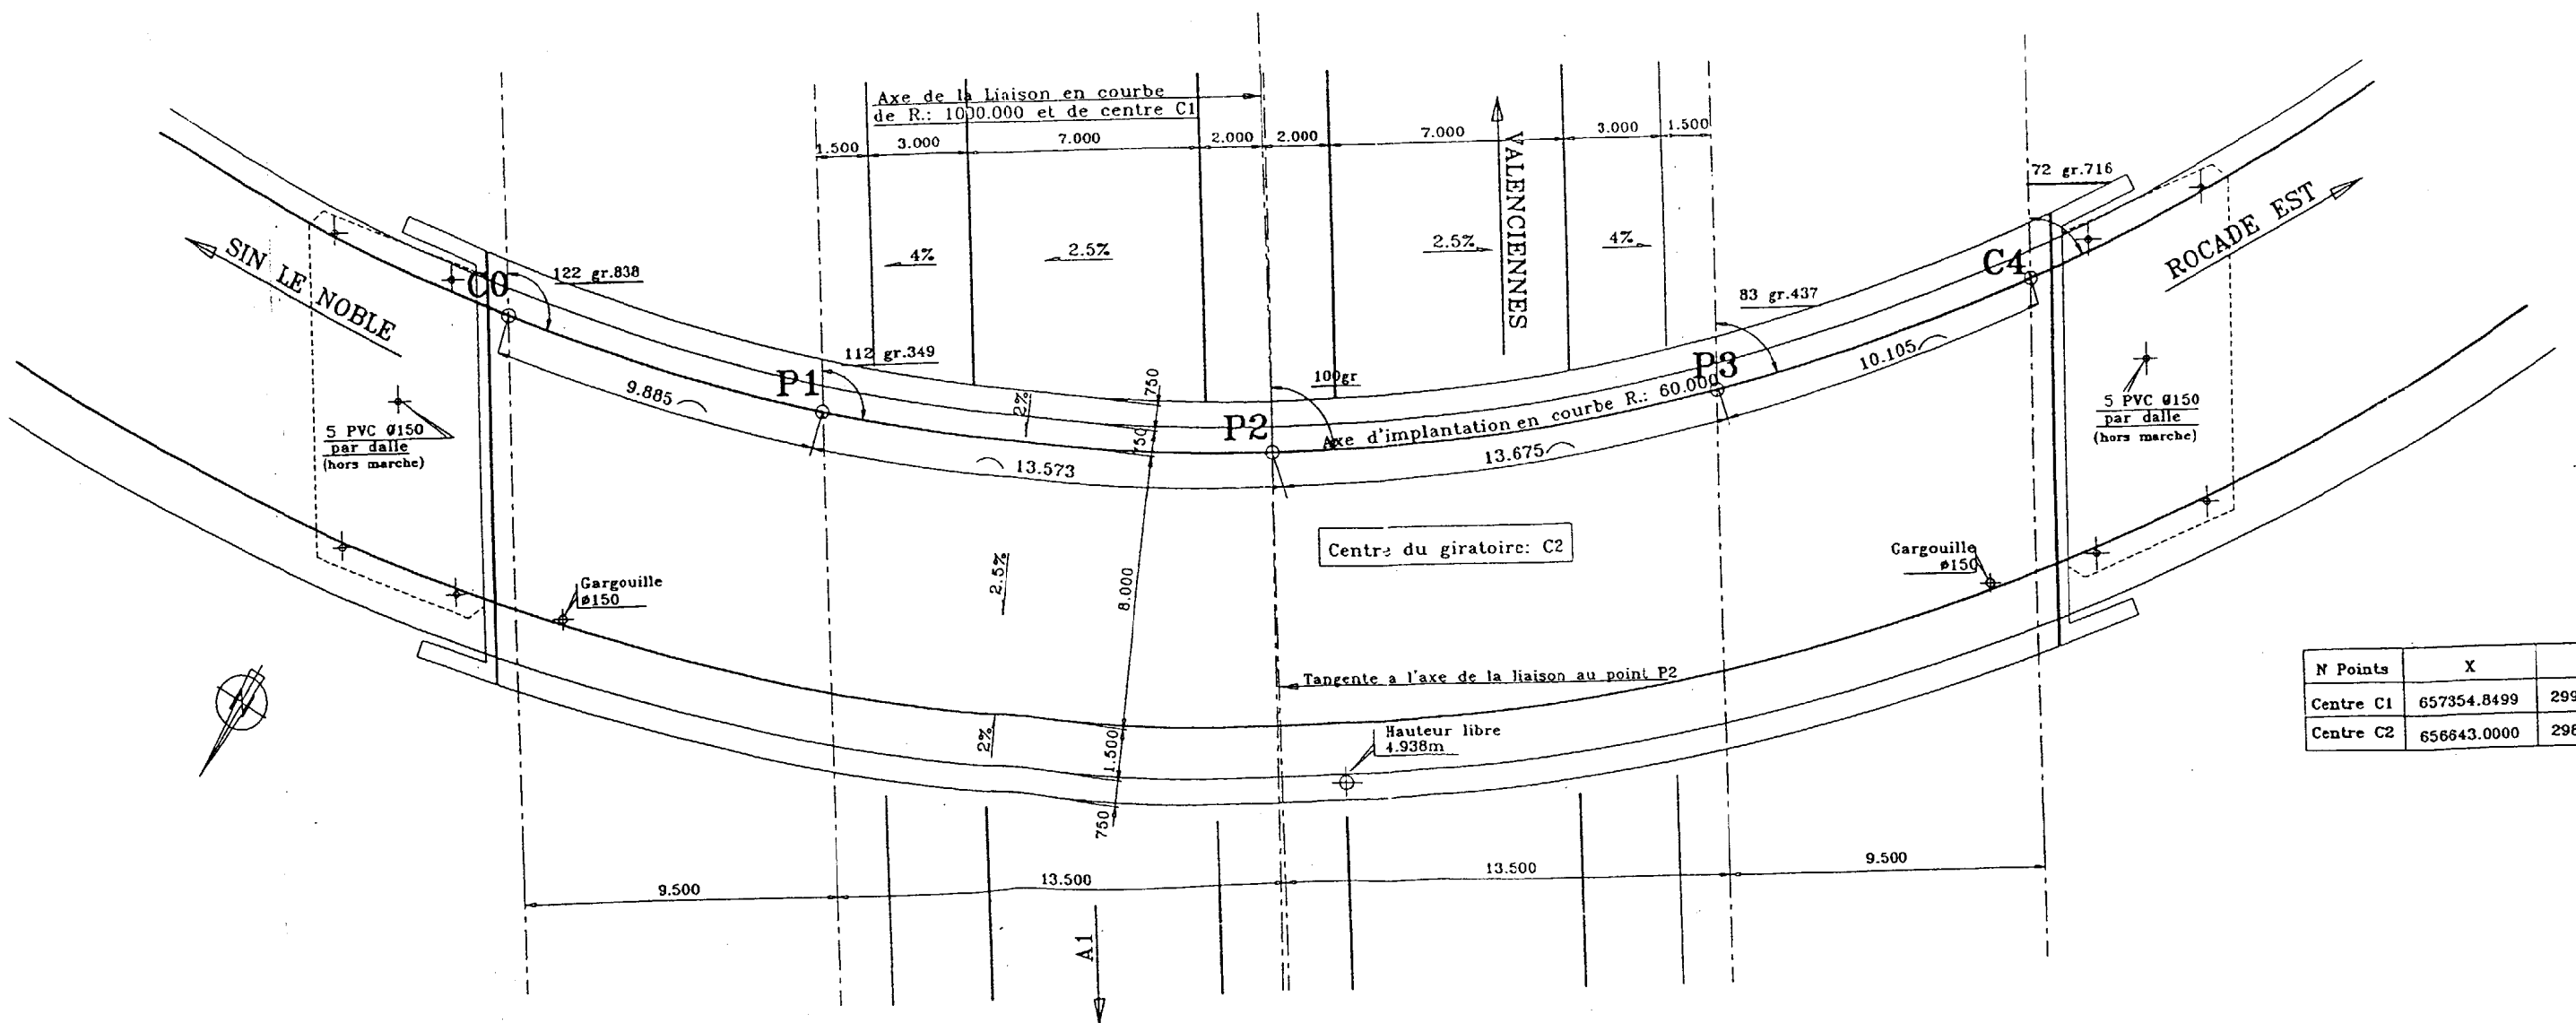 Axe de la Liaison en courbe
de R.: 1000.000 et de centre C1
1.500 3.000 7.000 2.000 2.000 7.000 3.000 1.500
VALENCIENNES
72 gr.716
SIN LE NOBLE
ROCADE EST
4% 2.5% 2.5% 4%
C0
122 gr.838
C4
83 gr.437
112 gr.349
P1
100gr
P3
9.885
10.105
750
2%
P2
Axe d'implantation en courbe R.: 60.000
750
13.573
13.675
5 PVC Ø150
par dalle
(hors marche)
5 PVC Ø150
par dalle
(hors marche)
Centre du giratoire: C2
Gargouille
ø150
Gargouille
ø150
2.5%
8.000
Tangente a l'axe de la liaison au point P2
N Points X
Centre C1 657354.8499 299
Centre C2 656643.0000
2%
1.500
Hauteur libre
4.938m
750
9.500 13.500 13.500 9.500
A1
N